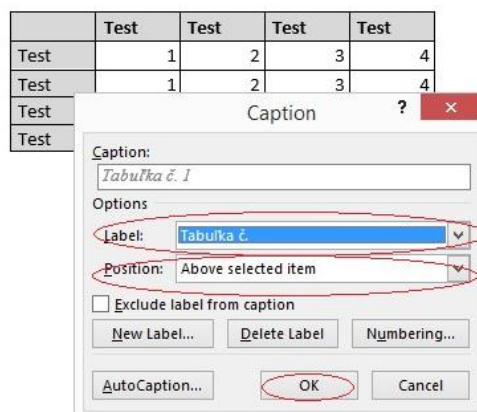 Test Test Test Test
Test 1 2 3 4
Test 1 2 3 4
Test
Test
Caption ? ×
Caption:
Tabuľka č. 1
Options
Label: Tabuľka č.
Position: Above selected item
Exclude label from caption
New Label... Delete Label Numbering...
AutoCaption... OK Cancel